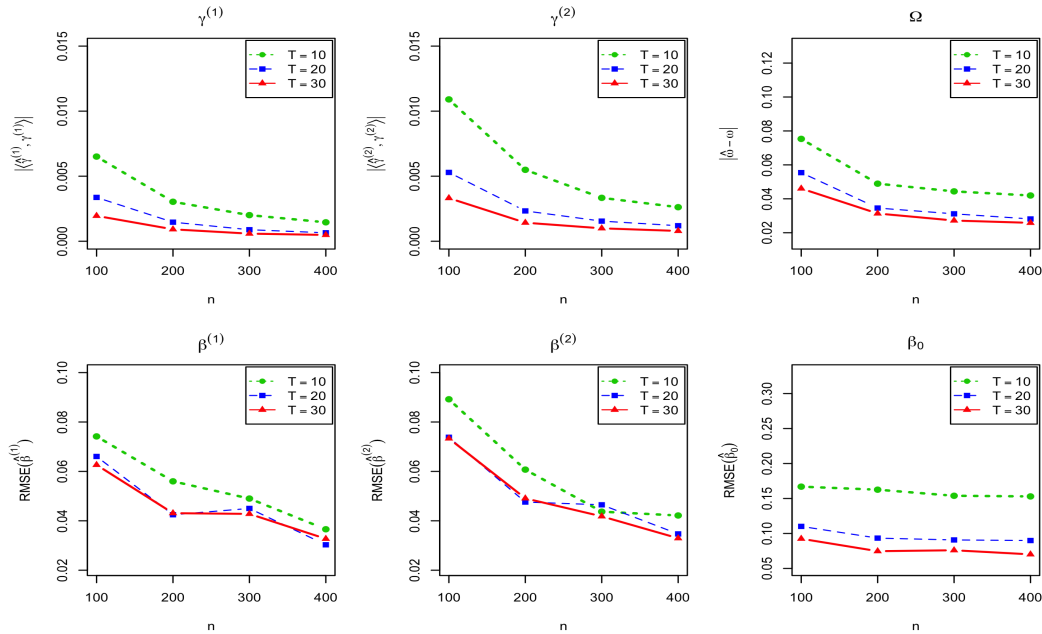 γ(1)
|⟨γ̂(1), γ(1)⟩|
0.000 0.005 0.010 0.015
T = 10
T = 20
T = 30
100 200 300 400
n
γ(2)
|⟨γ̂(2), γ(2)⟩|
0.000 0.005 0.010 0.015
T = 10
T = 20
T = 30
100 200 300 400
n
Ω
|ω̂ − ω|
0.02 0.04 0.06 0.08 0.10 0.12
T = 10
T = 20
T = 30
100 200 300 400
n
β(1)
RMSE(β̂(1))
0.02 0.04 0.06 0.08 0.10
T = 10
T = 20
T = 30
100 200 300 400
n
β(2)
RMSE(β̂(2))
0.02 0.04 0.06 0.08 0.10
T = 10
T = 20
T = 30
100 200 300 400
n
β0
RMSE(β̂0)
0.05 0.10 0.15 0.20 0.25 0.30
T = 10
T = 20
T = 30
100 200 300 400
n